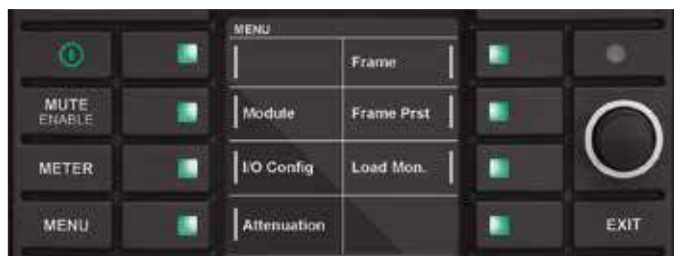 MENU
Frame
MUTE
ENABLE
Module
Frame Prst
METER
I/O Config
Load Mon.
MENU
Attenuation
EXIT